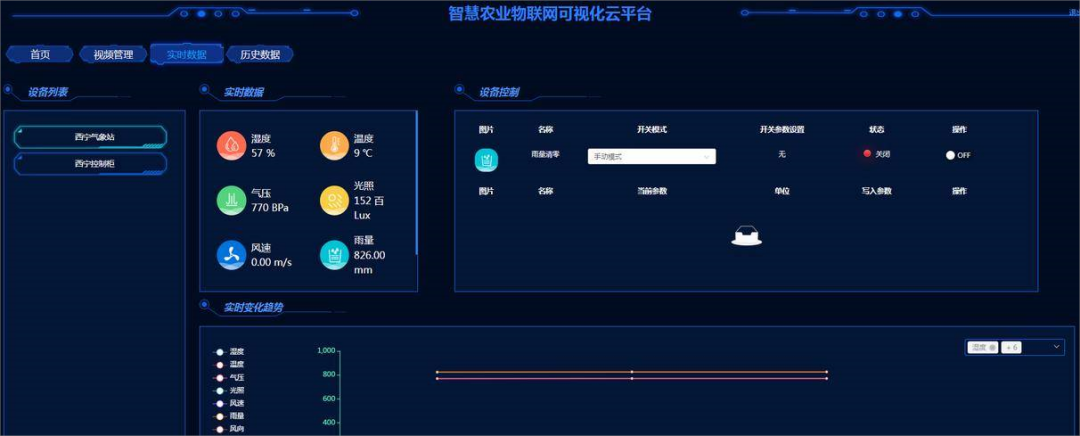 智慧农业物联网可视化云平台
首页
视频管理
实时数据
历史数据
设备列表
西宁气象站
西宁控制柜
实时数据
湿度
57 %
温度
9 ℃
气压
770 BPa
光照
152 百
Lux
风速
0.00 m/s
雨量
826.00
mm
设备控制
图片 名称 开关模式 开关参数设置 状态 操作
雨量清零 手动模式 无 关闭 OFF
图片 名称 当前参数 单位 写入参数 操作
实时变化趋势
湿度
温度
气压
光照
风速
雨量
风向
1,000
800
600
400
湿度 + 6